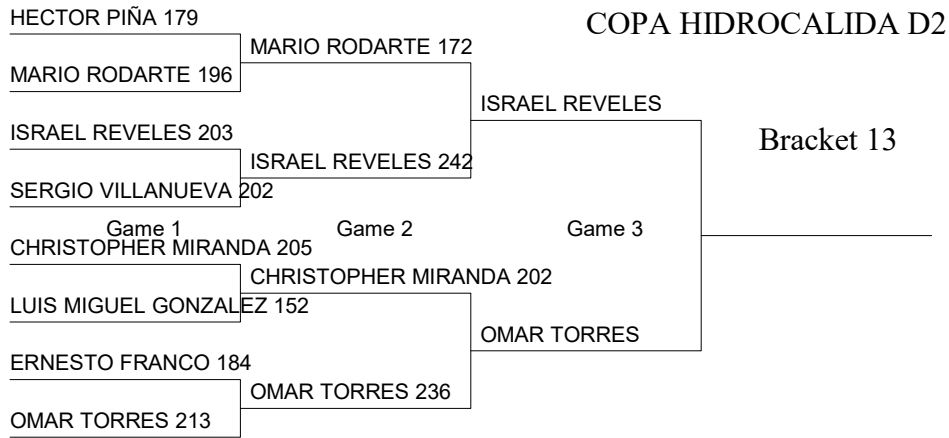 HECTOR PIÑA 179
COPA HIDROCALIDA D2
MARIO RODARTE 172
MARIO RODARTE 196
ISRAEL REVELES
ISRAEL REVELES 203
Bracket 13
ISRAEL REVELES 242
SERGIO VILLANUEVA 202
Game 1
Game 2
Game 3
CHRISTOPHER MIRANDA 205
CHRISTOPHER MIRANDA 202
LUIS MIGUEL GONZALEZ 152
OMAR TORRES
ERNESTO FRANCO 184
OMAR TORRES 236
OMAR TORRES 213